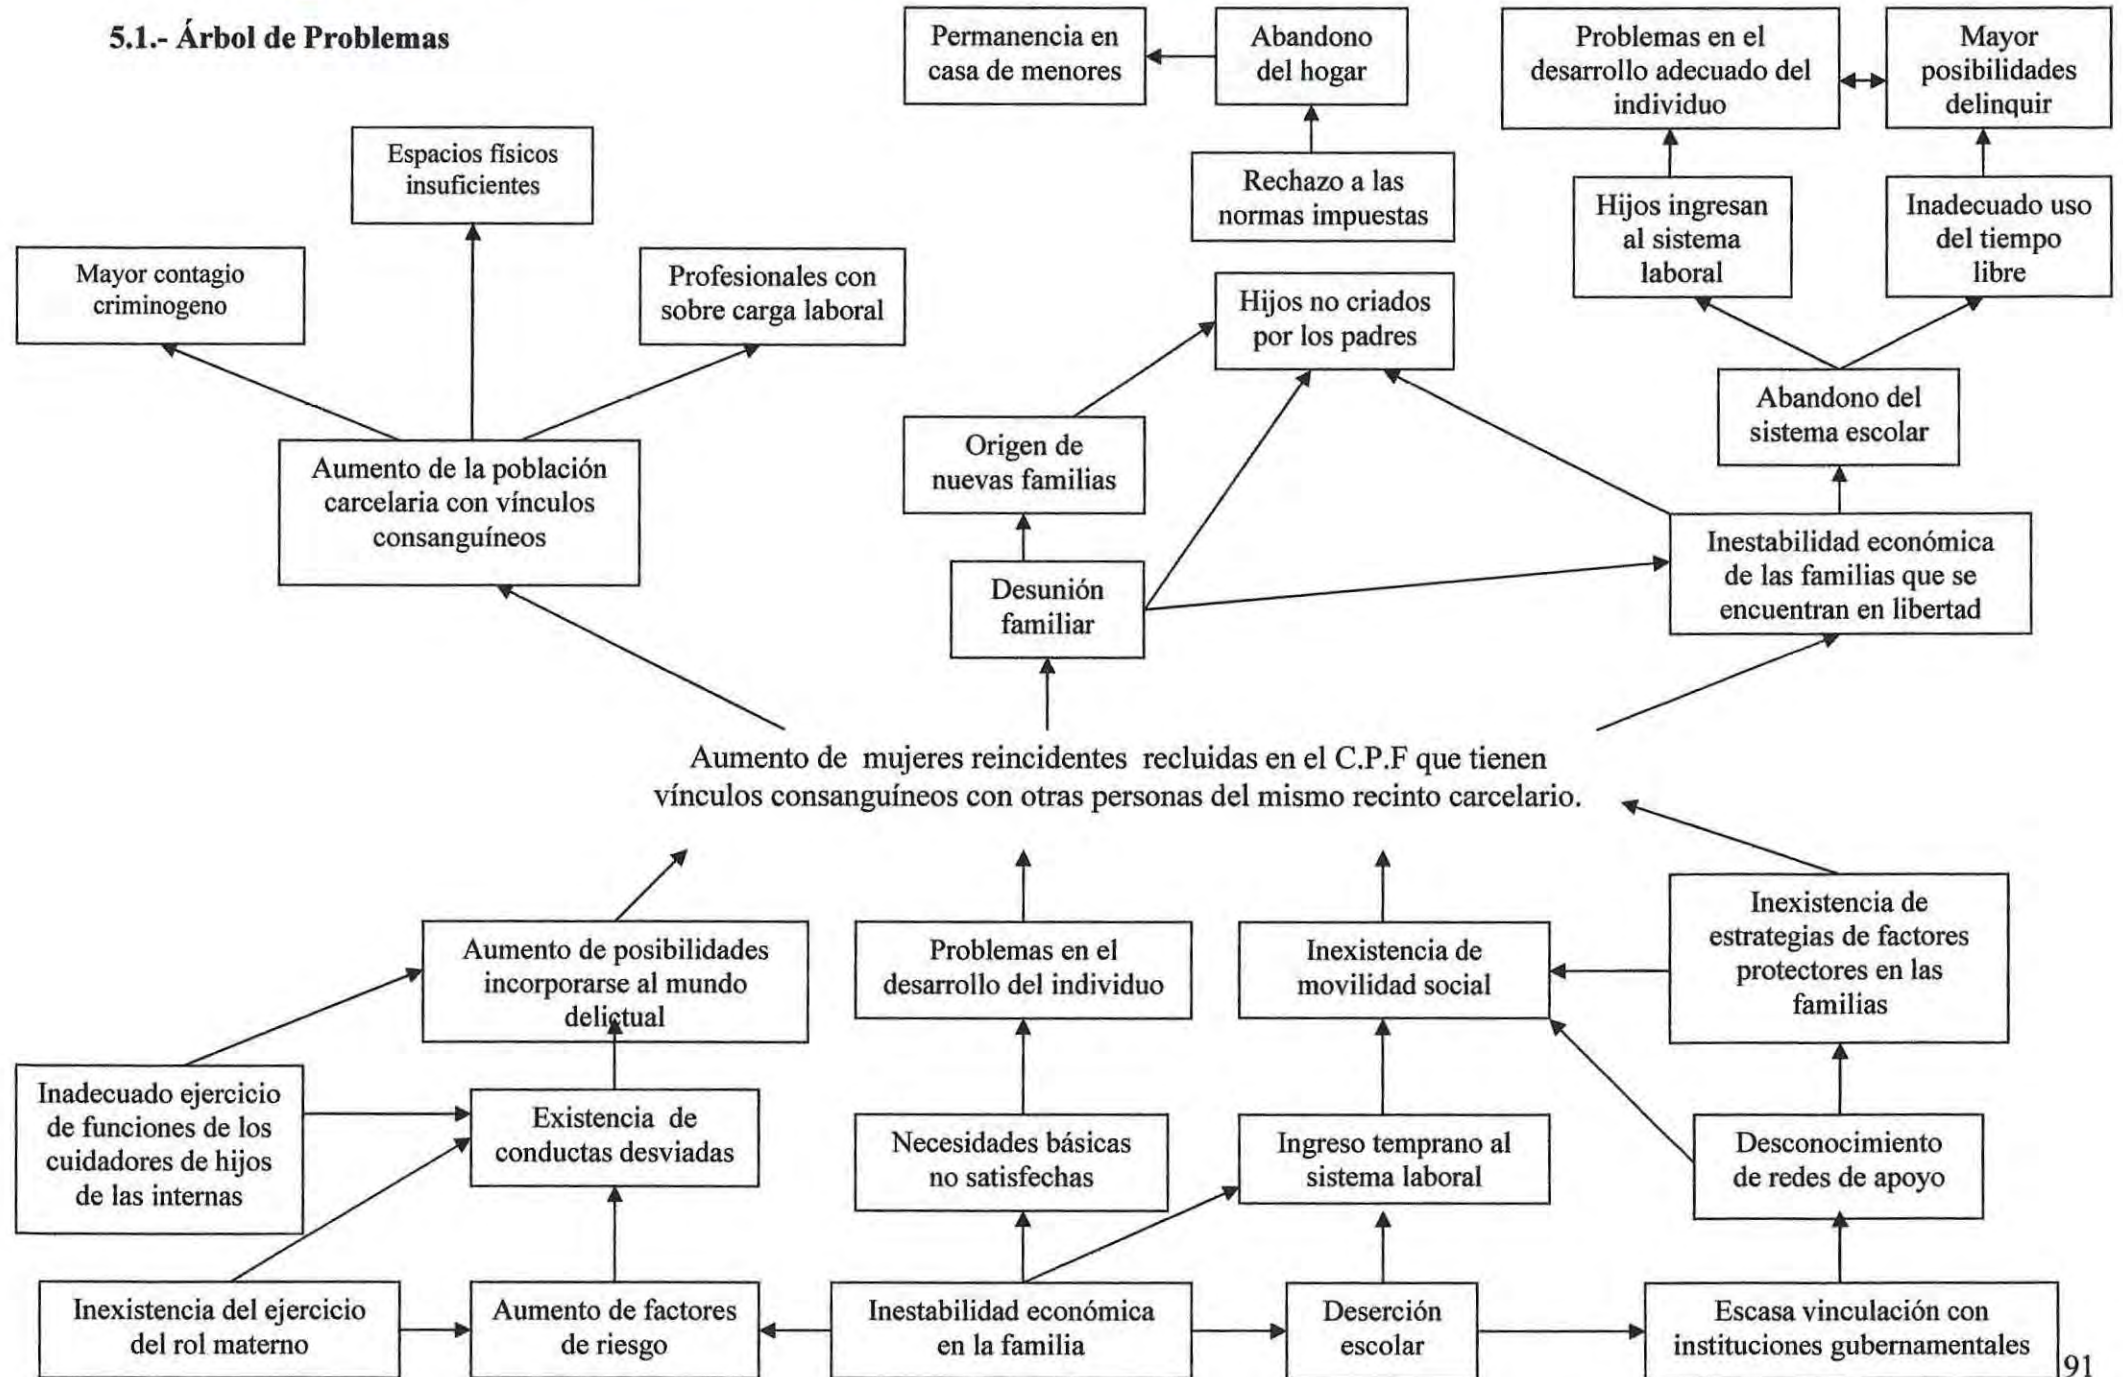 5.1.- Árbol de Problemas
Permanencia en
casa de menores
Abandono
del hogar
Problemas en el
desarrollo adecuado del
individuo
Mayor
posibilidades
delinquir
Espacios físicos
insuficientes
Rechazo a las
normas impuestas
Hijos ingresan
al sistema
laboral
Inadecuado uso
del tiempo
libre
Mayor contagio
criminogeno
Profesionales con
sobre carga laboral
Hijos no criados
por los padres
Abandono del
sistema escolar
Origen de
nuevas familias
Aumento de la población
carcelaria con vínculos
consanguíneos
Desunión
familiar
Inestabilidad económica
de las familias que se
encuentran en libertad
Aumento de mujeres reincidentes recluidas en el C.P.F que tienen
vínculos consanguíneos con otras personas del mismo recinto carcelario.
Aumento de posibilidades
incorporarse al mundo
delictual
Problemas en el
desarrollo del individuo
Inexistencia de
movilidad social
Inexistencia de
estrategias de factores
protectores en las
familias
Inadecuado ejercicio
de funciones de los
cuidadores de hijos
de las internas
Existencia de
conductas desviadas
Necesidades básicas
no satisfechas
Ingreso temprano al
sistema laboral
Desconocimiento
de redes de apoyo
Inexistencia del ejercicio
del rol materno
Aumento de factores
de riesgo
Inestabilidad económica
en la familia
Deserción
escolar
Escasa vinculación con
instituciones gubernamentales
91